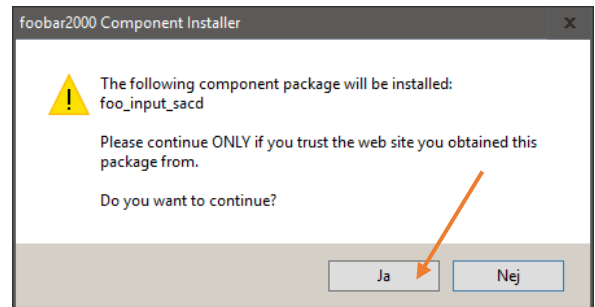 foobar2000 Component Installer
The following component package will be installed:
foo_input_sacd
Please continue ONLY if you trust the web site you obtained this
package from.
Do you want to continue?
Ja
Nej